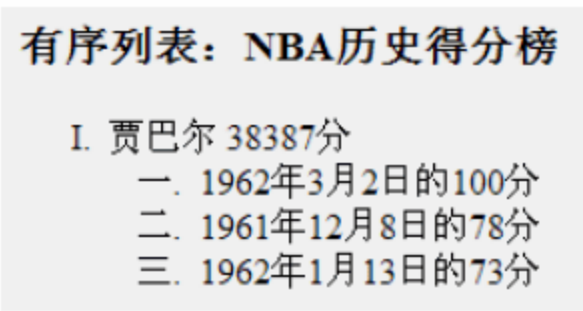 有序列表：NBA历史得分榜
I. 贾巴尔 38387分
一. 1962年3月2日的100分
二. 1961年12月8日的78分
三. 1962年1月13日的73分